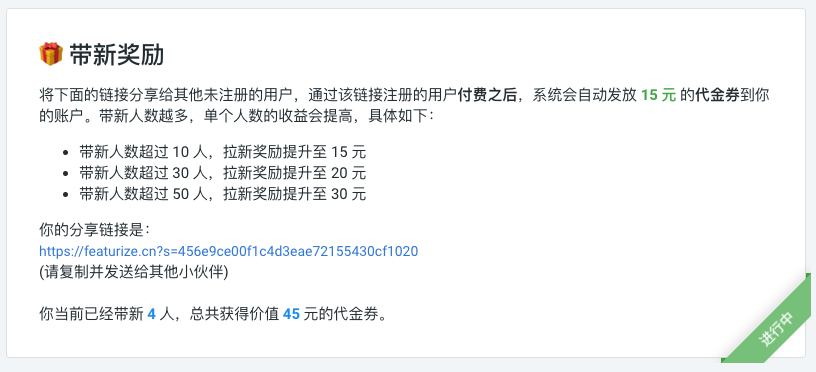 带新奖励
将下面的链接分享给其他未注册的用户，通过该链接注册的用户付费之后，系统会自动发放 15 元 的代金券到你
的账户。带新人数越多，单个人数的收益会提高，具体如下：
带新人数超过 10 人，拉新奖励提升至 15 元
带新人数超过 30 人，拉新奖励提升至 20 元
带新人数超过 50 人，拉新奖励提升至 30 元
你的分享链接是：
https://featurize.cn?s=456e9ce00f1c4d3eae72155430cf1020
(请复制并发送给其他小伙伴)
你当前已经带新 4 人，总共获得价值 45 元的代金券。
进行中